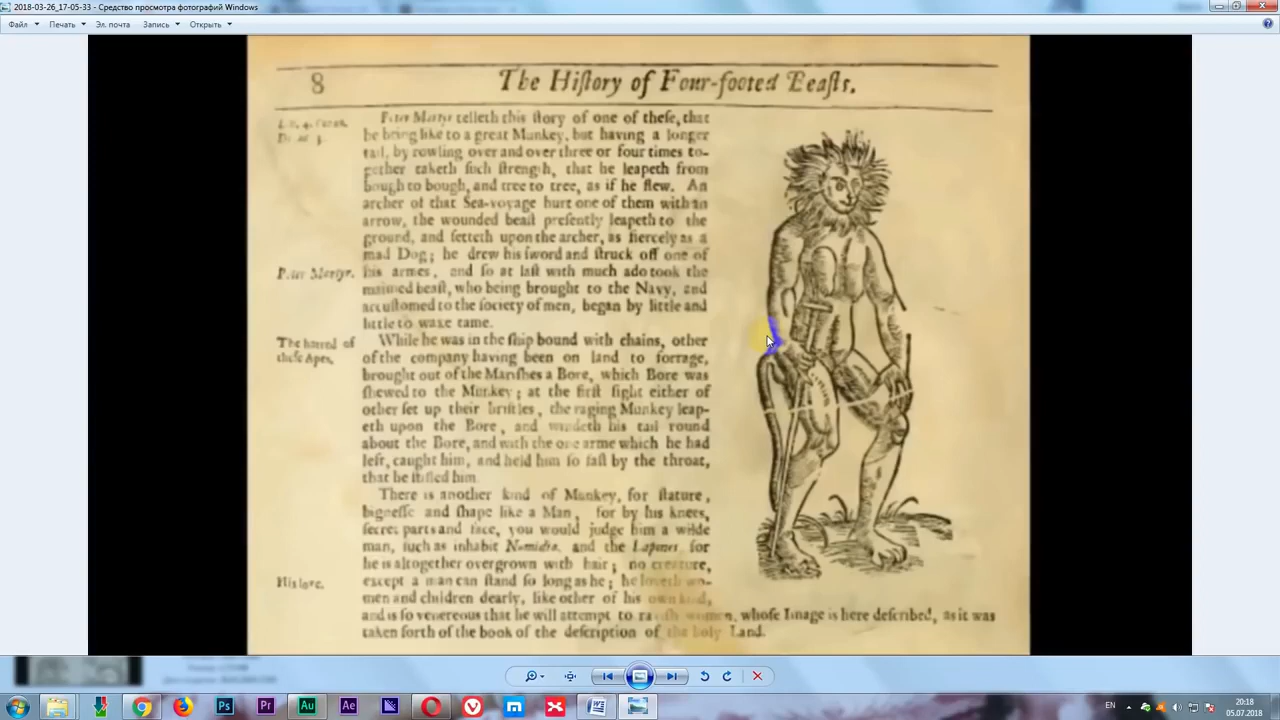 2018-03-26_17-05-33 - Средство просмотра фотографий Windows
Файл Печать Эл. почта Запись Открыть
8 The Hiſtory of Four-footed Beaſts.
Peter Martyr telleth this ſtory of one of theſe, that
he being like to a great Munkey, but having a longer
tail, by rowling over and over three or four times to-
gether taketh ſuch ſtrength, that he leapeth from
bough to bough, and tree to tree, as if he flew. An
archer of that Sea-voyage hurt one of them with an
arrow, the wounded beaſt preſently leapeth to the
ground, and ſetteth upon the archer, as fiercely as a
mad Dog; he drew his ſword and ſtruck off one of
Peter Martyr.
his armes, and ſo at laſt with much ado took the
maimed beaſt, who being brought to the Navy, and
accuſtomed to the ſociety of men, began by little and
little to waxe tame.
The hatred of
theſe Apes.
While he was in the ſhip bound with chains, other
of the company having been on land to forrage,
brought out of the Mariſhes a Bore, which Bore was
ſhewed to the Munkey; at the firſt ſight either of
other ſet up their briſtles, the raging Munkey leap-
eth upon the Bore, and windeth his tail round
about the Bore, and with the one arme which he had
left, caught him, and held him ſo faſt by the throat,
that he ſtifled him.
There is another kind of Munkey, for ſtature,
bigneſſe and ſhape like a Man, for by his knees,
ſecret parts and face, you would judge him a wilde
man, ſuch as inhabit Numidia, and the Lapones, for
he is altogether overgrown with hair; no creature,
His love.
except a man can ſtand ſo long as he; he loveth wo-
men and children dearly, like other of his own kind,
and is ſo venereous that he will attempt to raviſh women, whoſe Image is here deſcribed, as it was
taken forth of the book of the deſcription of the holy Land.
EN
20:18
05.07.2018